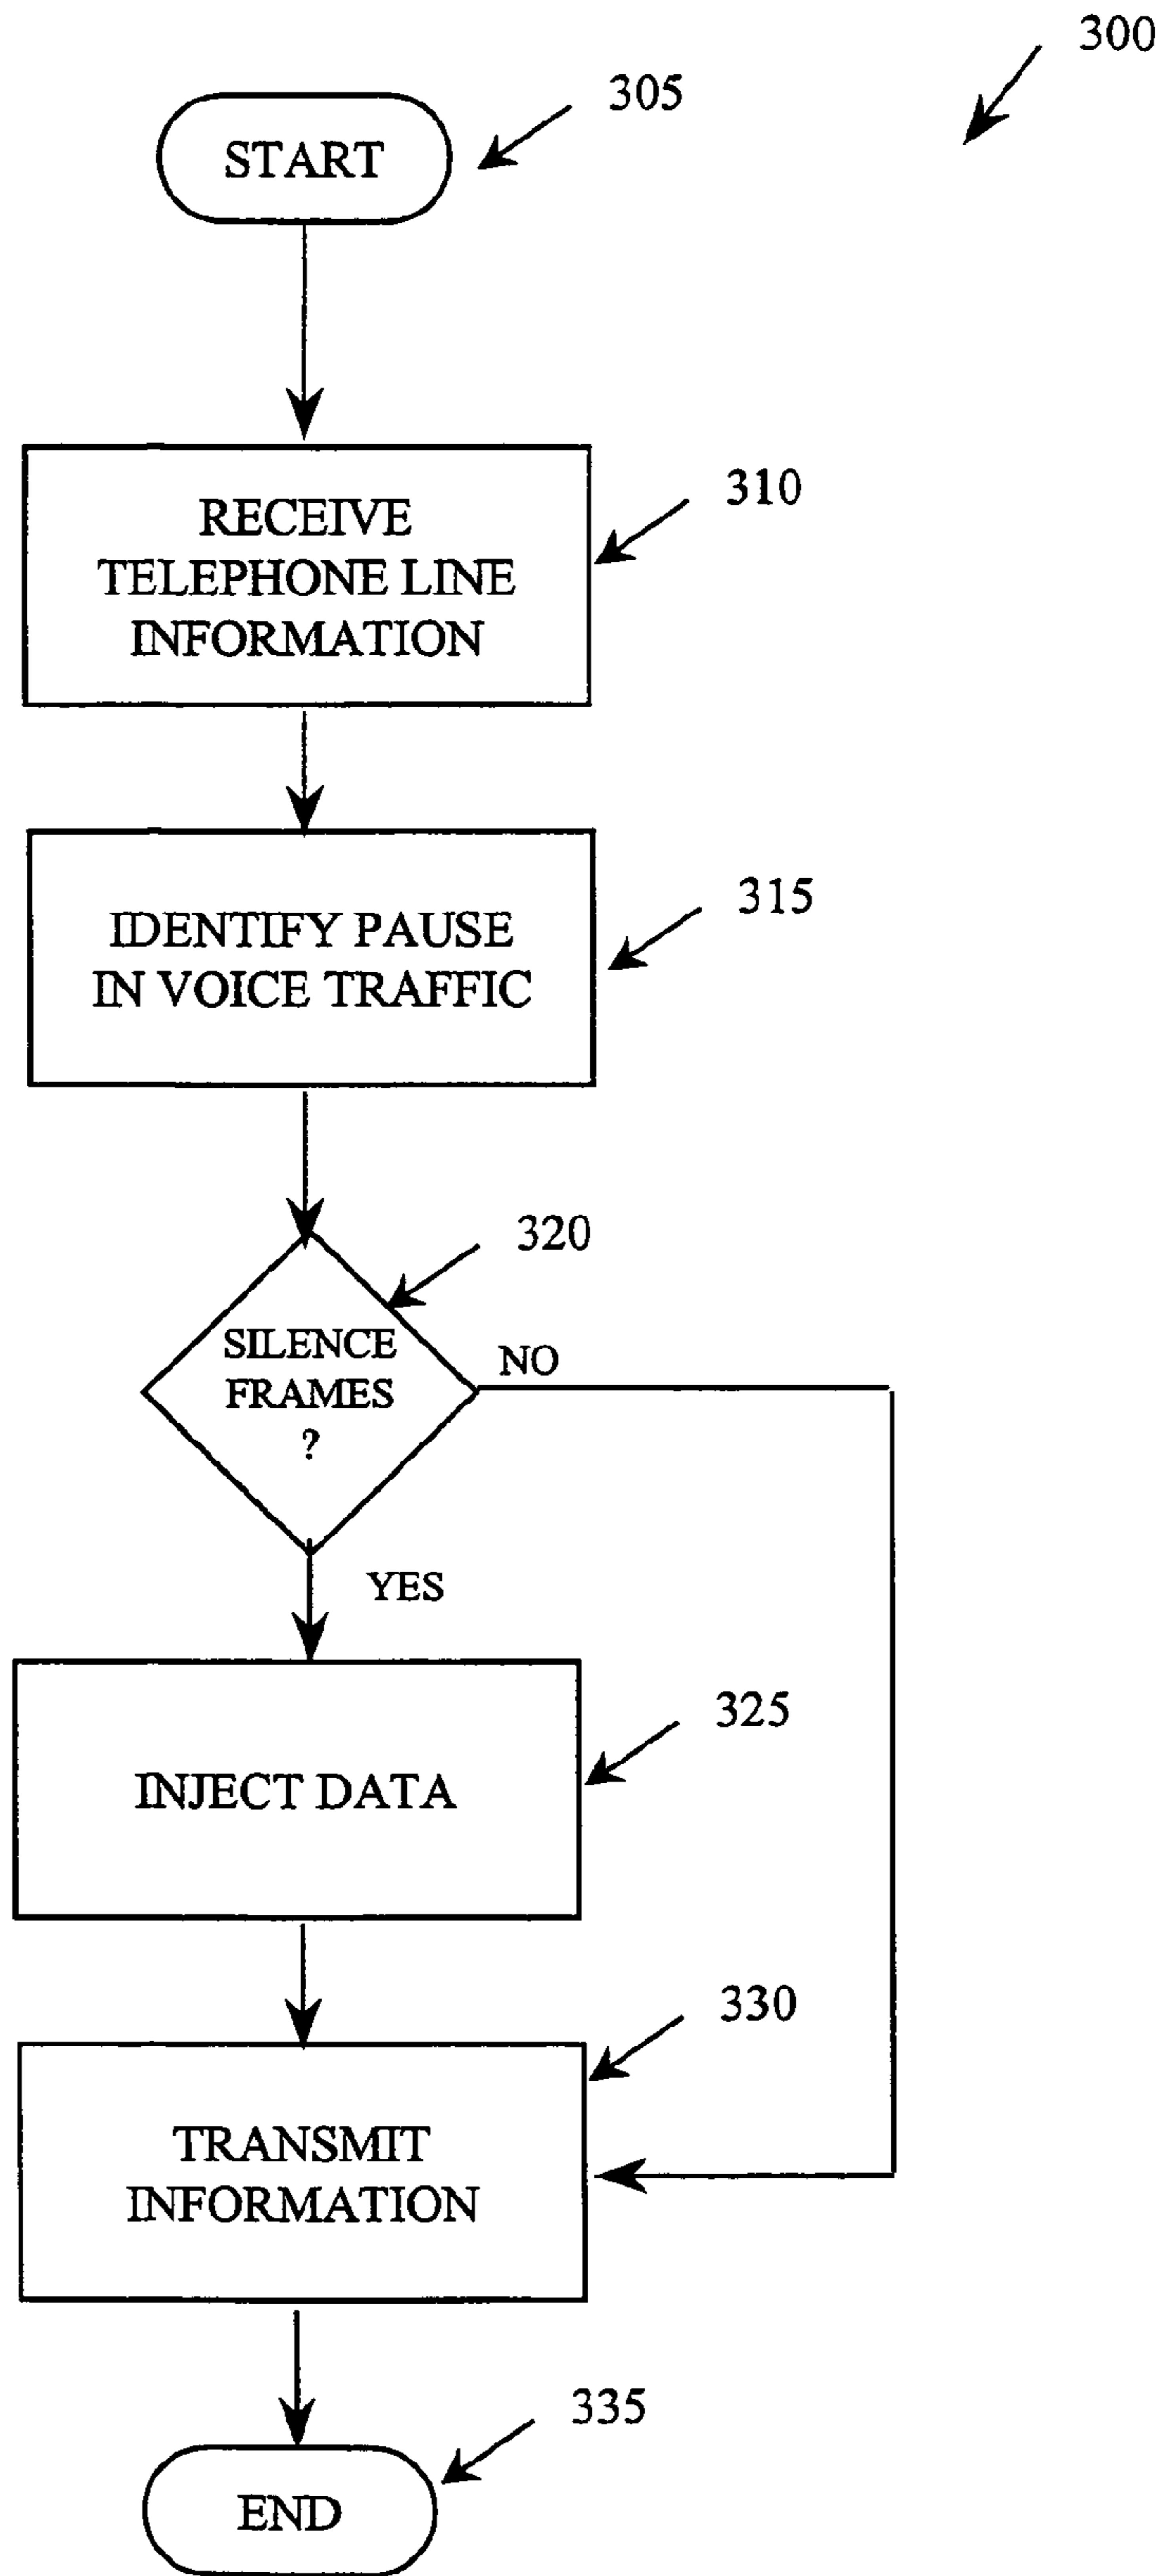 300
305
START
310
RECEIVE
TELEPHONE LINE
INFORMATION
315
IDENTIFY PAUSE
IN VOICE TRAFFIC
320
SILENCE
FRAMES
?
NO
YES
325
INJECT DATA
330
TRANSMIT
INFORMATION
335
END